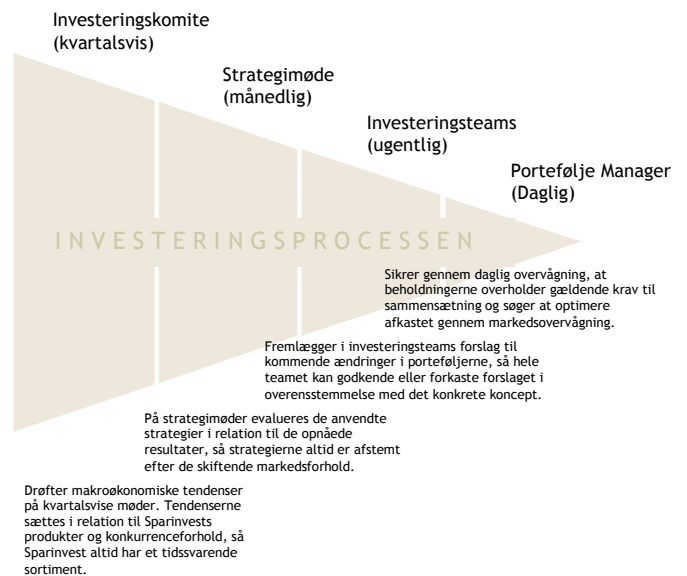 Investeringskomite
(kvartalsvis)
Strategimøde
(månedlig)
Investeringsteams
(ugentlig)
Portefølje Manager
(Daglig)
INVESTERINGSPROCESSEN
Sikrer gennem daglig overvågning, at
beholdningerne overholder gældende krav til
sammensætning og søger at optimere
afkastet gennem markedsovervågning.
Fremlægger i investeringsteams forslag til
kommende ændringer i porteføljerne, så hele
teamet kan godkende eller forkaste forslaget i
overensstemmelse med det konkrete koncept.
På strategimøder evalueres de anvendte
strategier i relation til de opnåede
resultater, så strategierne altid er afstemt
efter de skiftende markedsforhold.
Drøfter makroøkonomiske tendenser
på kvartalsvise møder. Tendenserne
sættes i relation til Sparinvests
produkter og konkurrenceforhold, så
Sparinvest altid har et tidssvarende
sortiment.